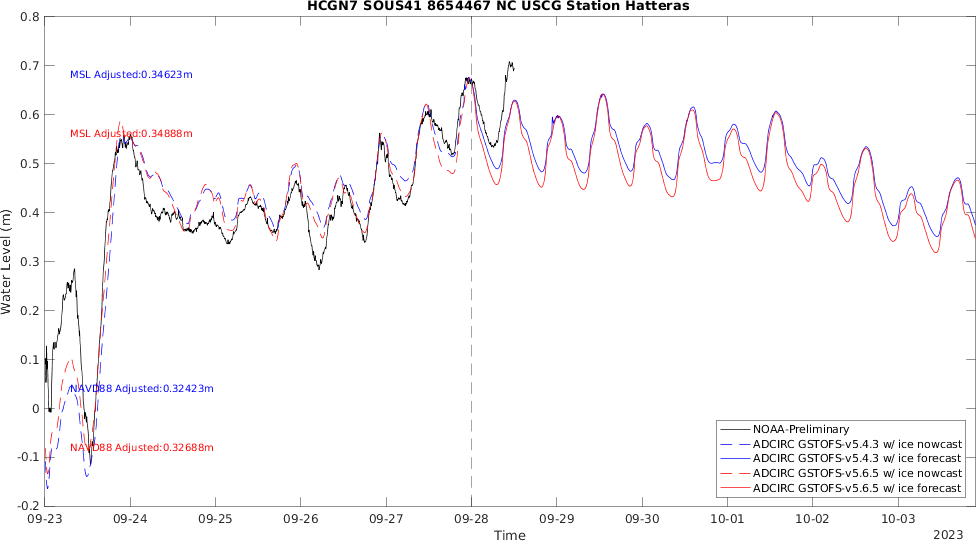 HCGN7 SOUS41 8654467 NC USCG Station Hatteras
0.8
0.7
0.6
0.5
0.4
0.3
0.2
0.1
0
-0.1
-0.2
Water Level (m)
MSL Adjusted:0.34623m
MSL Adjusted:0.34888m
NAVD88 Adjusted:0.32423m
NAVD88 Adjusted:0.32688m
NOAA-Preliminary
ADCIRC GSTOFS-v5.4.3 w/ ice nowcast
ADCIRC GSTOFS-v5.4.3 w/ ice forecast
ADCIRC GSTOFS-v5.6.5 w/ ice nowcast
ADCIRC GSTOFS-v5.6.5 w/ ice forecast
09-23 09-24 09-25 09-26 09-27 09-28 09-29 09-30 10-01 10-02 10-03
Time
2023